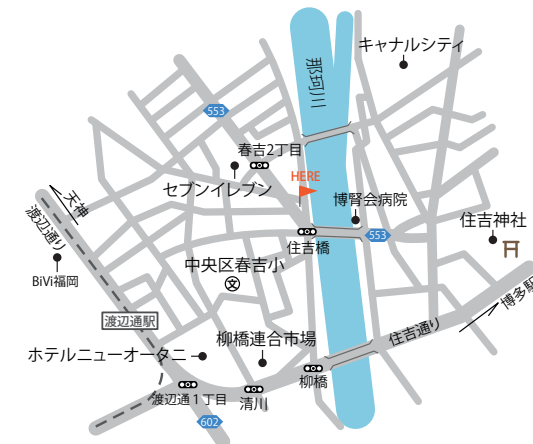 キャナルシティ
那珂川
553
春吉2丁目
HERE
セブンイレブン
博腎会病院
天神
渡辺通り
住吉神社
553
住吉橋
BiVi福岡
中央区春吉小
文
博多駅
渡辺通駅
住吉通り
柳橋連合市場
ホテルニューオータニ
柳橋
渡辺通1丁目
清川
602